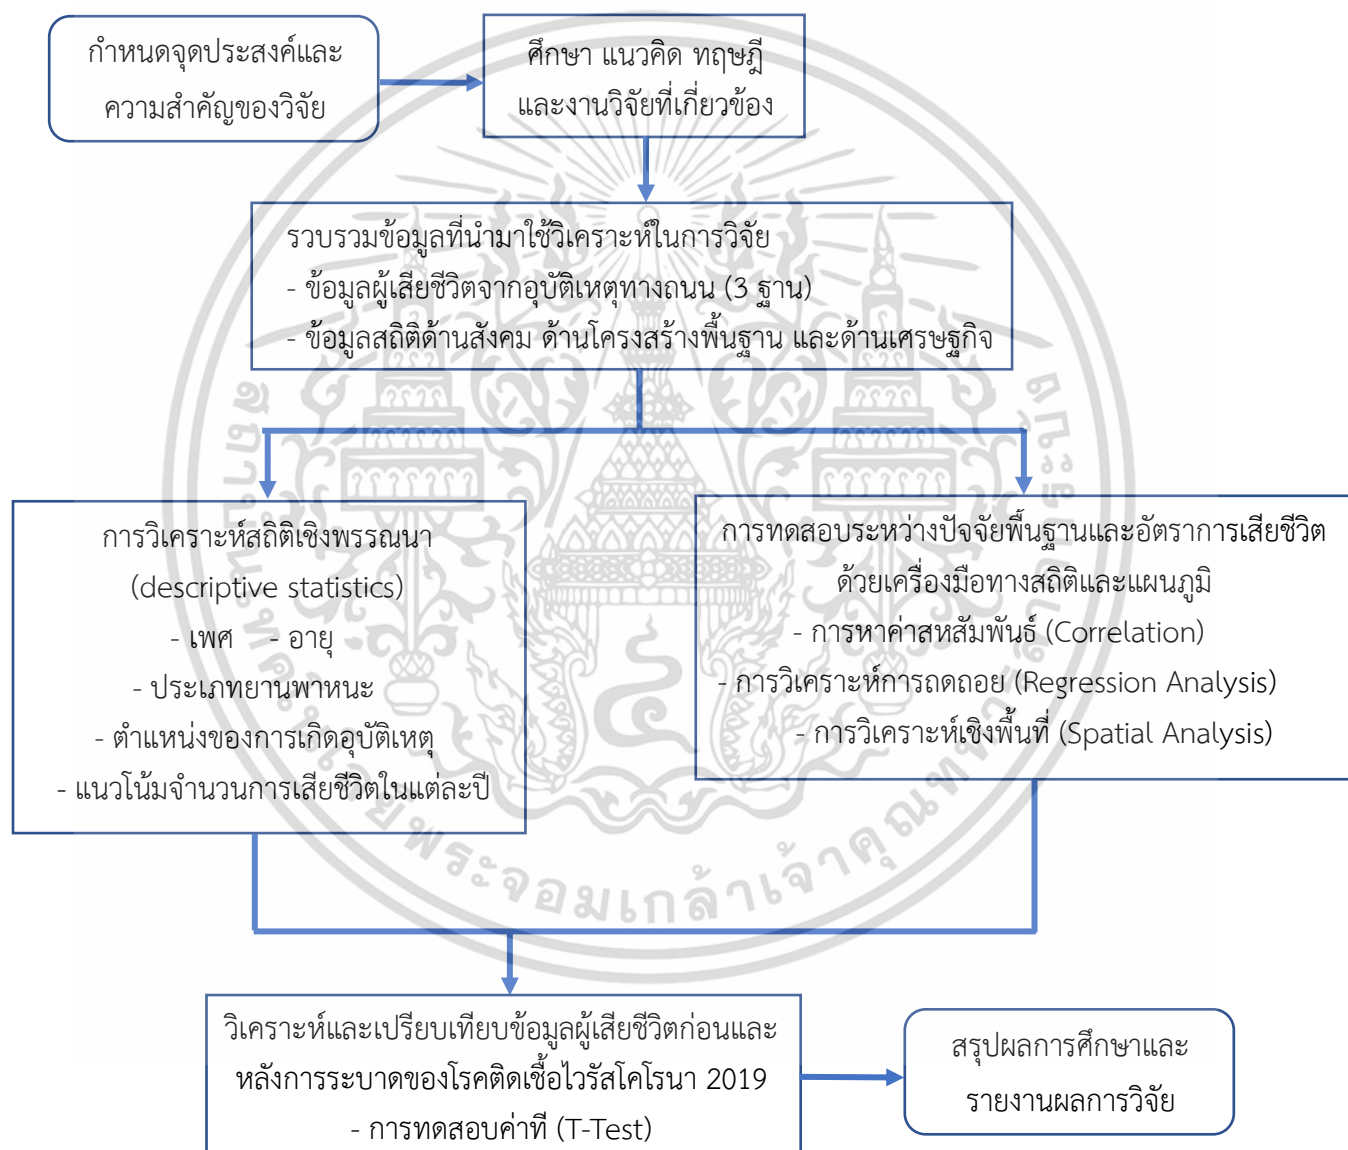 กำหนดจุดประสงค์และ
ความสำคัญของวิจัย
ศึกษา แนวคิด ทฤษฎี
และงานวิจัยที่เกี่ยวข้อง
รวบรวมข้อมูลที่นำมาใช้วิเคราะห์ในการวิจัย
- ข้อมูลผู้เสียชีวิตจากอุบัติเหตุทางถนน (3 ฐาน)
- ข้อมูลสถิติด้านสังคม ด้านโครงสร้างพื้นฐาน และด้านเศรษฐกิจ
การวิเคราะห์สถิติเชิงพรรณนา
(descriptive statistics)
- เพศ - อายุ
- ประเภทยานพาหนะ
- ตำแหน่งของการเกิดอุบัติเหตุ
- แนวโน้มจำนวนการเสียชีวิตในแต่ละปี
การทดสอบระหว่างปัจจัยพื้นฐานและอัตราการเสียชีวิต
ด้วยเครื่องมือทางสถิติและแผนภูมิ
- การหาค่าสหสัมพันธ์ (Correlation)
- การวิเคราะห์การถดถอย (Regression Analysis)
- การวิเคราะห์เชิงพื้นที่ (Spatial Analysis)
วิเคราะห์และเปรียบเทียบข้อมูลผู้เสียชีวิตก่อนและ
หลังการระบาดของโรคติดเชื้อไวรัสโคโรนา 2019
- การทดสอบค่าที (T-Test)
สรุปผลการศึกษาและ
รายงานผลการวิจัย
พระจอมเกล้าเจ้าคุณทหาร